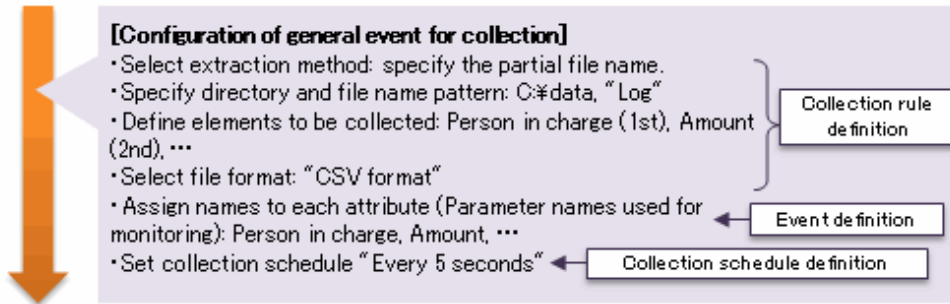 [Configuration of general event for collection]
・Select extraction method: specify the partial file name.
・Specify directory and file name pattern: C:¥data, "Log"
・Define elements to be collected: Person in charge (1st), Amount
(2nd), …
・Select file format: "CSV format"
・Assign names to each attribute (Parameter names used for
monitoring): Person in charge, Amount, …
・Set collection schedule "Every 5 seconds"
Collection rule
definition
Event definition
Collection schedule definition